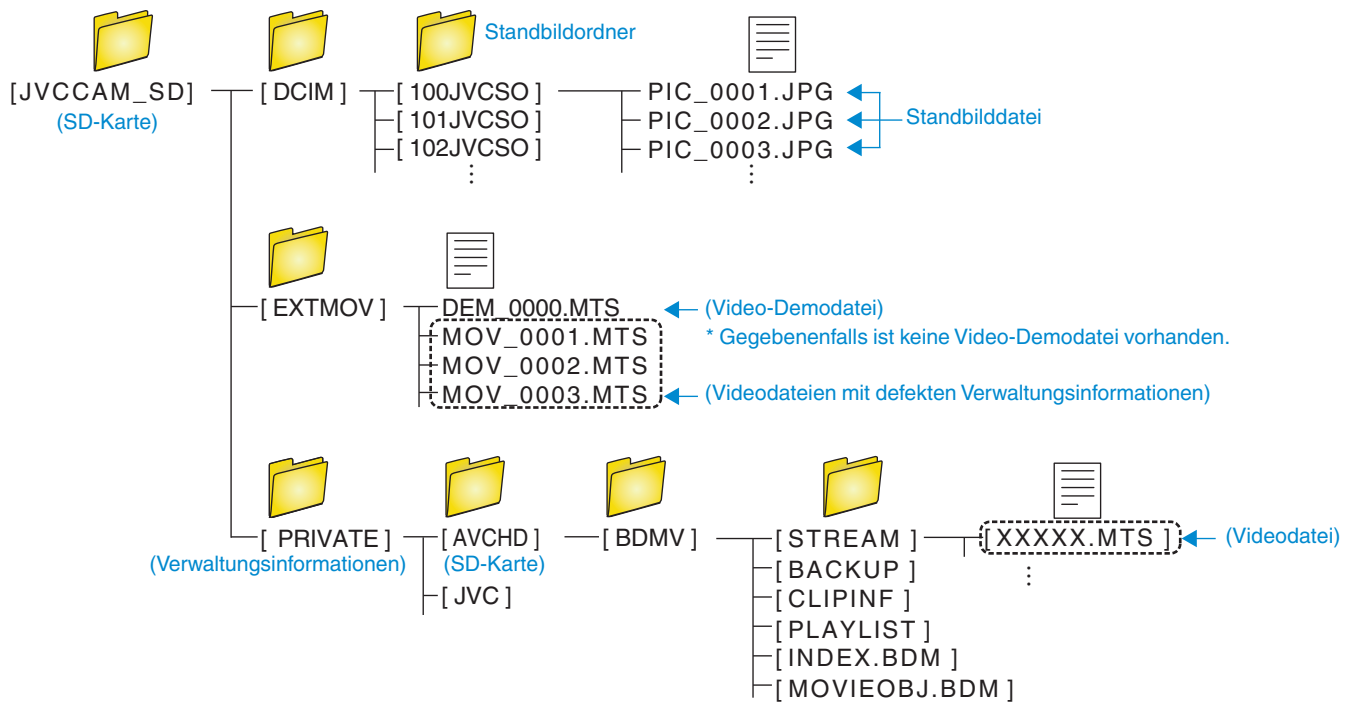 Standbildordner
[JVCCAM_SD]
(SD-Karte)
[ DCIM ]
[ 100JVCSO ]
[ 101JVCSO ]
[ 102JVCSO ]
PIC_0001.JPG
PIC_0002.JPG
PIC_0003.JPG
Standbilddatei
[ EXTMOV ]
DEM_0000.MTS
(Video-Demodatei)
MOV_0001.MTS
* Gegebenenfalls ist keine Video-Demodatei vorhanden.
MOV_0002.MTS
MOV_0003.MTS
(Videodateien mit defekten Verwaltungsinformationen)
[ PRIVATE ]
(Verwaltungsinformationen)
[ AVCHD ]
(SD-Karte)
[ JVC ]
[ BDMV ]
[ STREAM ]
[ BACKUP ]
[ CLIPINF ]
[ PLAYLIST ]
[ INDEX.BDM ]
[ MOVIEOBJ.BDM ]
[ XXXXX.MTS ]
(Videodatei)